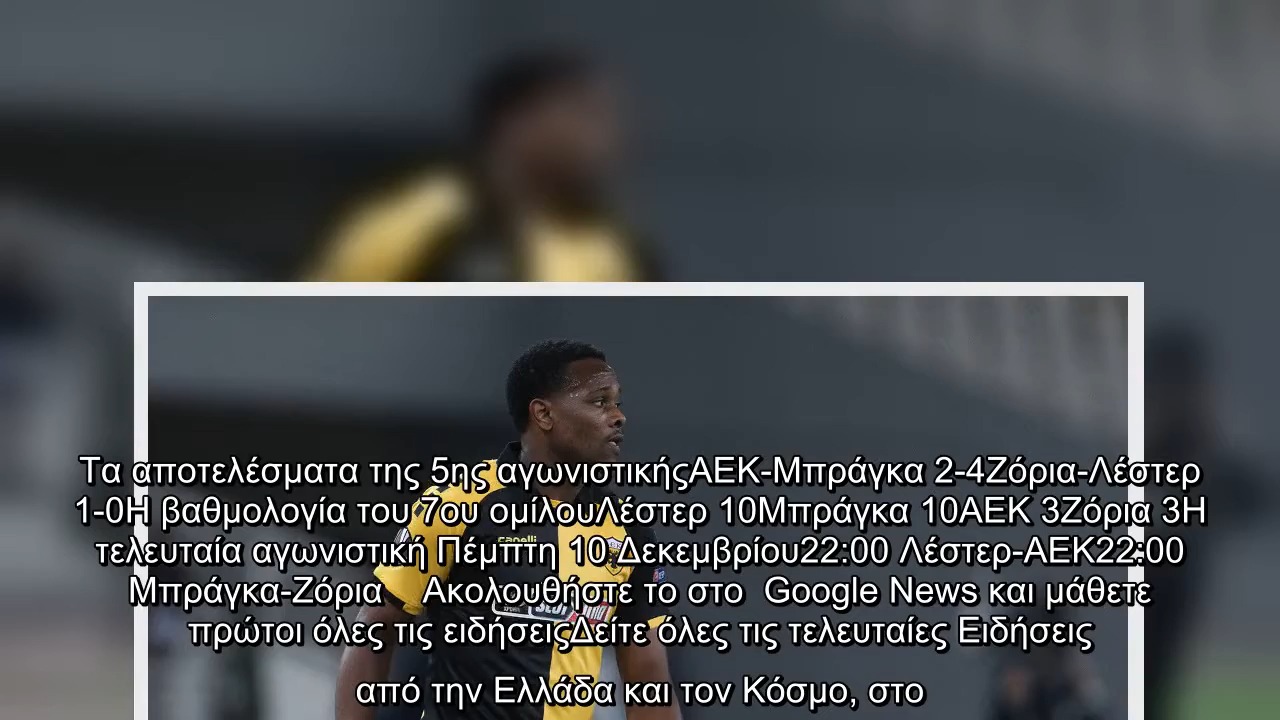 Τα αποτελέσματα της 5ης αγωνιστικήςΑΕΚ-Μπράγκα 2-4Ζόρια-Λέστερ
1-0Η βαθμολογία του 7ου ομίλουΛέστερ 10Μπράγκα 10ΑΕΚ 3Ζόρια 3Η
τελευταία αγωνιστική Πέμπτη 10 Δεκεμβρίου22:00 Λέστερ-ΑΕΚ22:00
Μπράγκα-Ζόρια Ακολουθήστε το στο Google News και μάθετε
πρώτοι όλες τις ειδήσειςΔείτε όλες τις τελευταίες Ειδήσεις
από την Ελλάδα και τον Κόσμο, στο